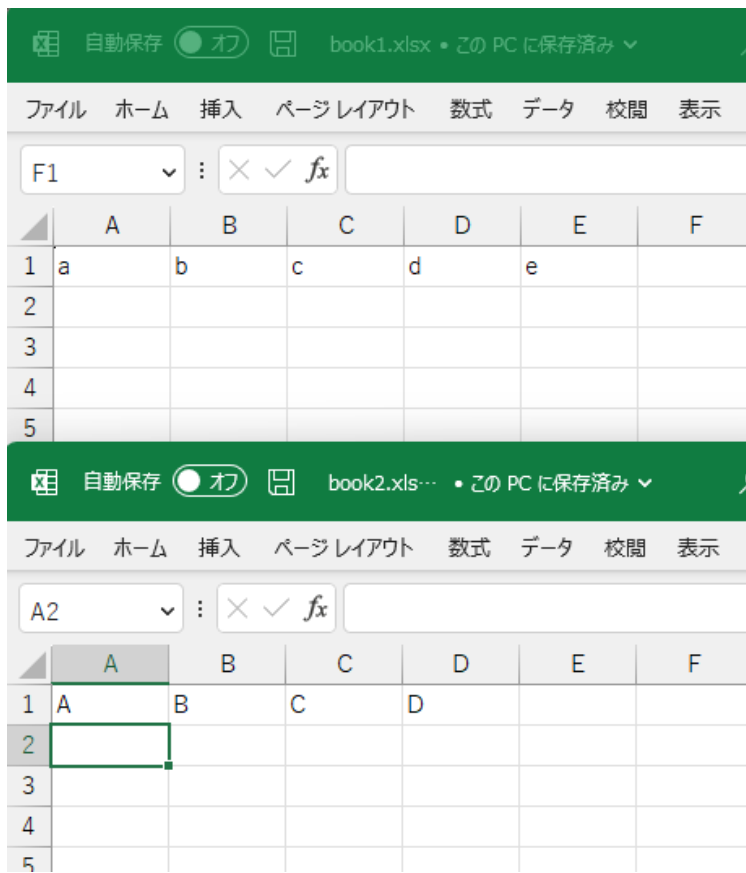 自動保存 オフ book1.xlsx • この PC に保存済み
ファイル ホーム 挿入 ページ レイアウト 数式 データ 校閲 表示
F1 fx
A B C D E F
1 a b c d e
2
3
4
5
自動保存 オフ book2.xls… • この PC に保存済み
ファイル ホーム 挿入 ページ レイアウト 数式 データ 校閲 表示
A2 fx
A B C D E F
1 A B C D
2
3
4
5